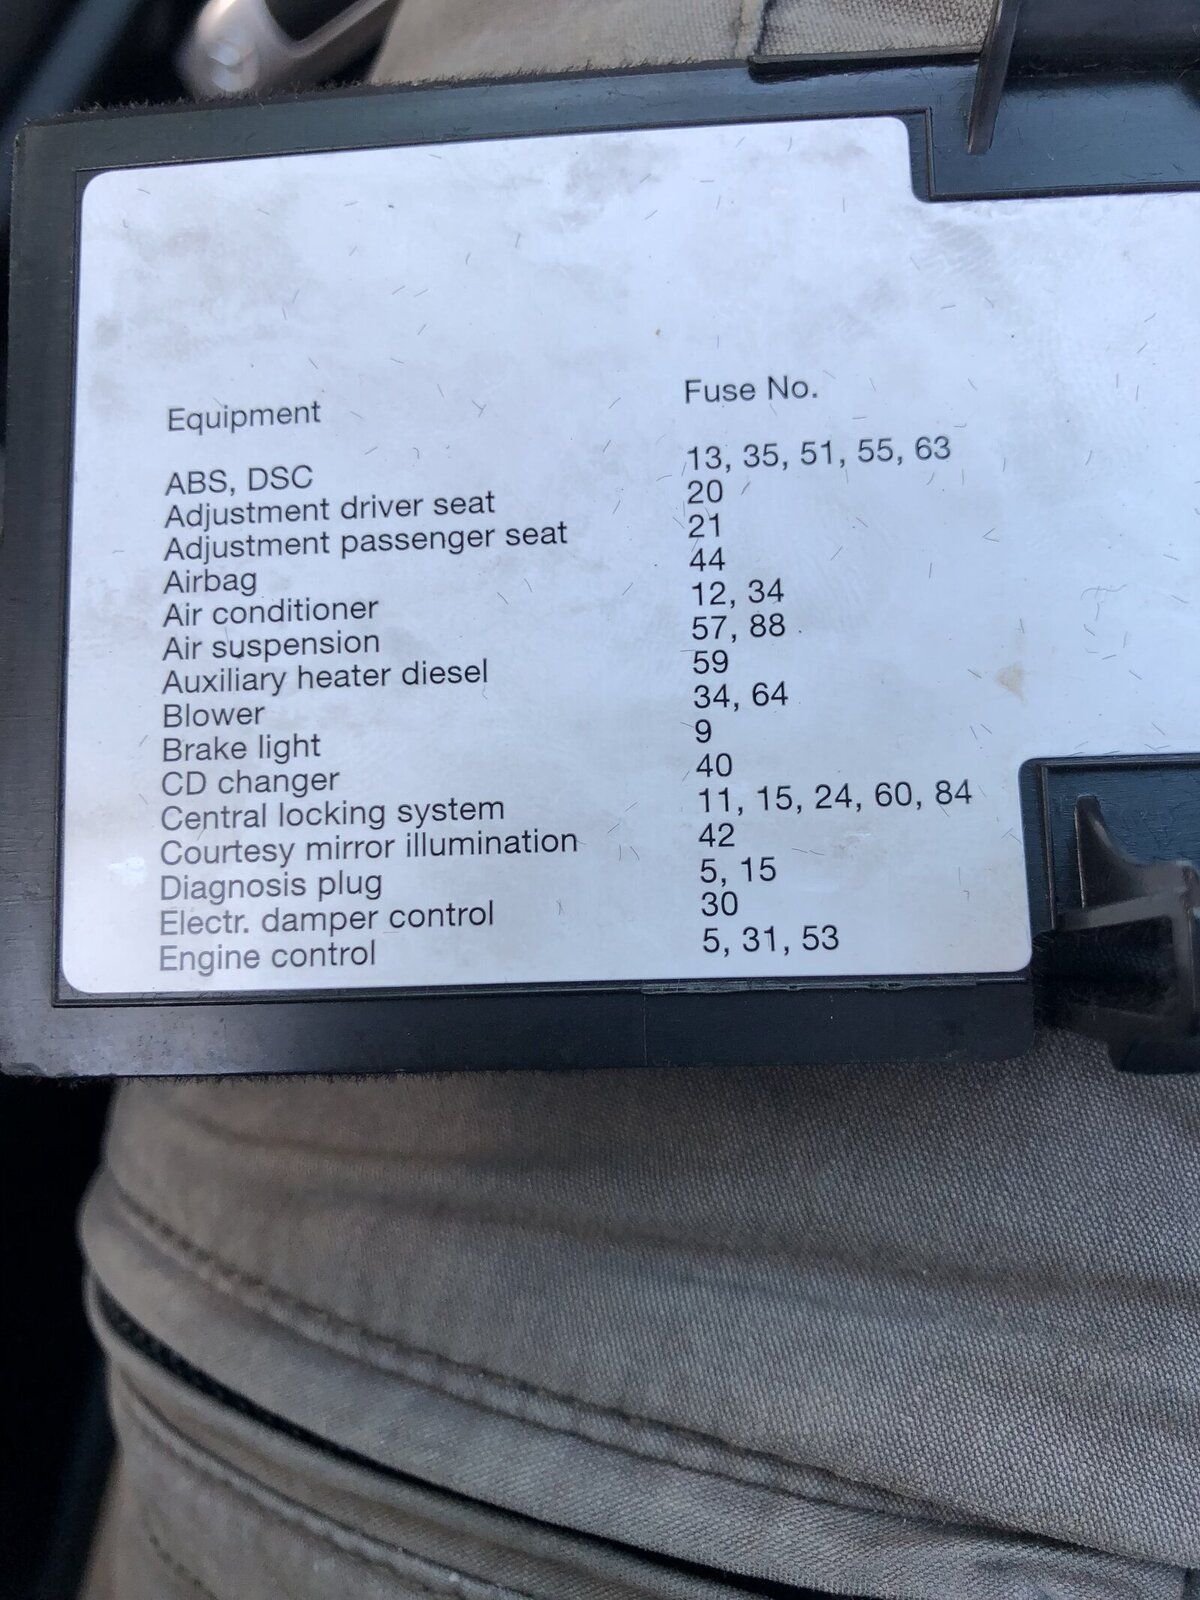 Equipment Fuse No.
ABS, DSC 13, 35, 51, 55, 63
Adjustment driver seat 20
Adjustment passenger seat 21
Airbag 44
Air conditioner 12, 34
Air suspension 57, 88
Auxiliary heater diesel 59
Blower 34, 64
Brake light 9
CD changer 40
Central locking system 11, 15, 24, 60, 84
Courtesy mirror illumination 42
Diagnosis plug 5, 15
Electr. damper control 30
Engine control 5, 31, 53